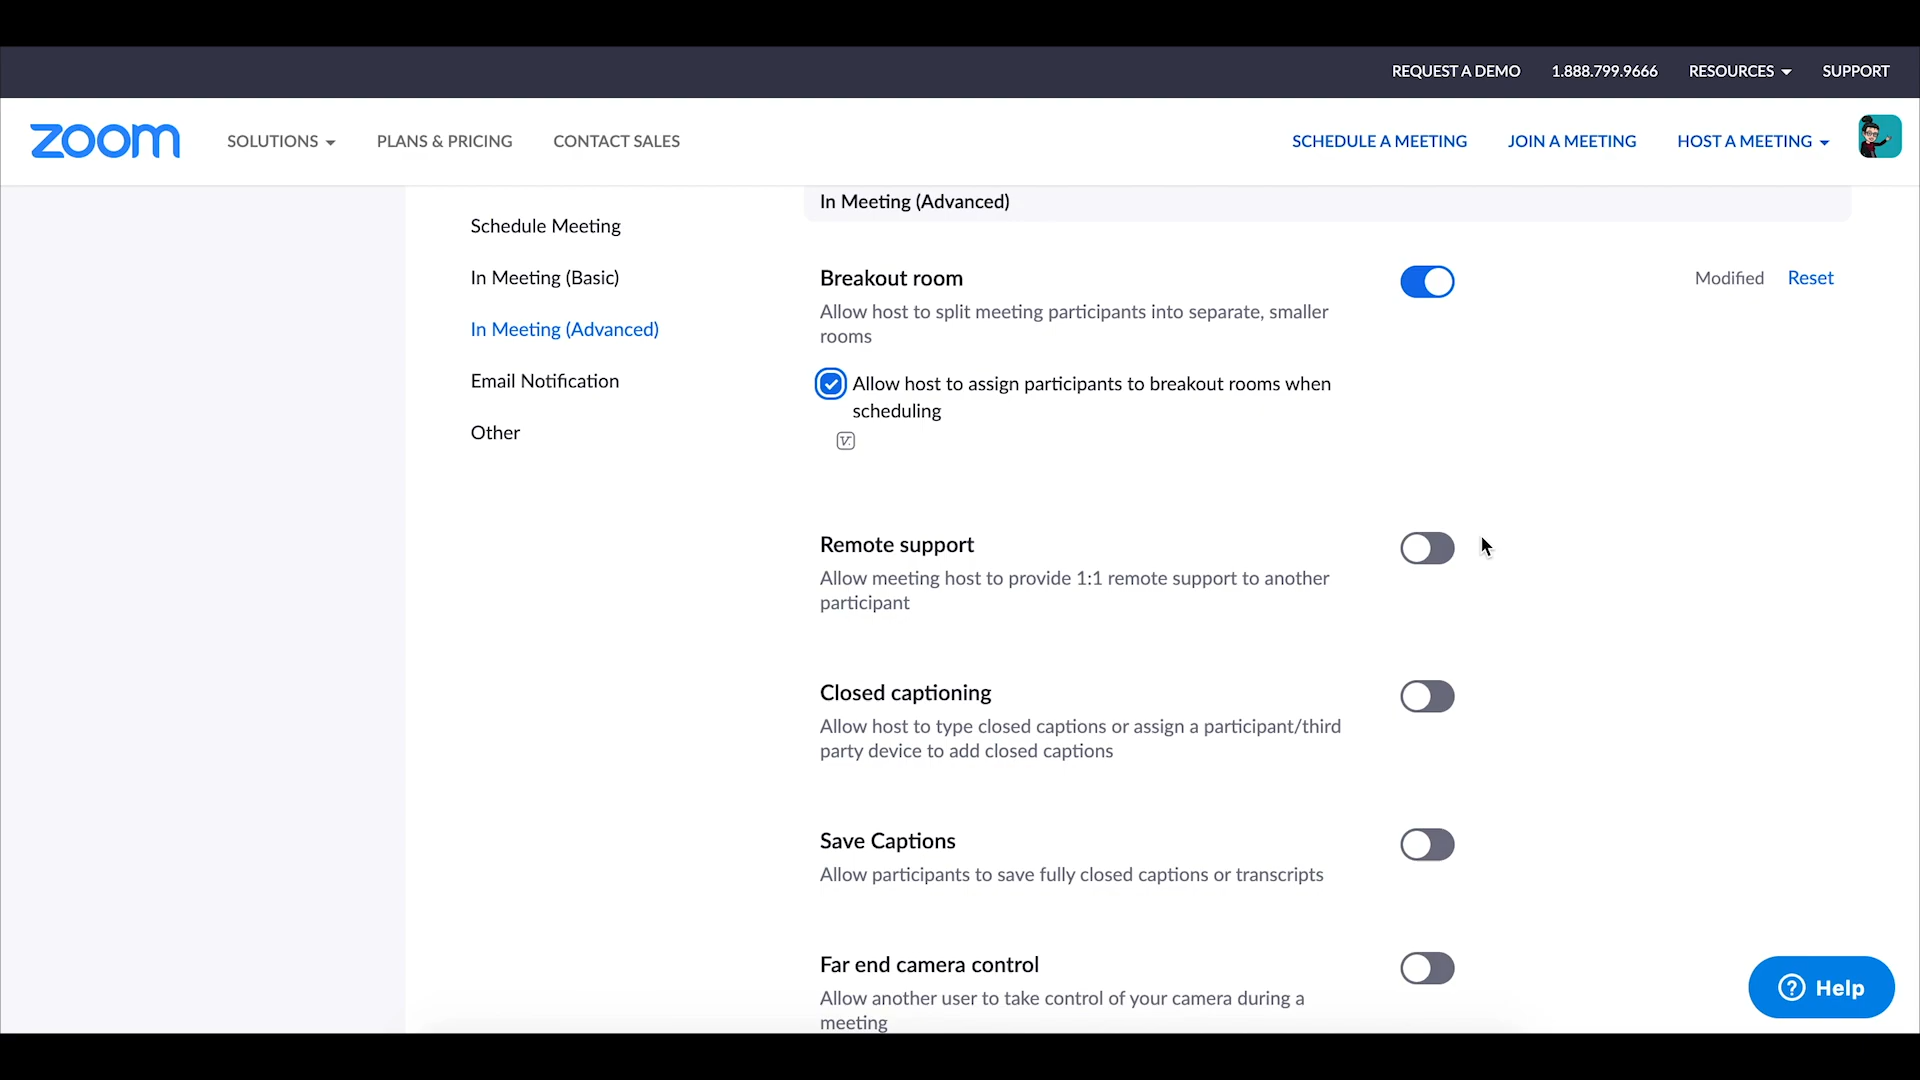 REQUEST A DEMO 1.888.799.9666 RESOURCES SUPPORT
zoom SOLUTIONS PLANS & PRICING CONTACT SALES SCHEDULE A MEETING JOIN A MEETING HOST A MEETING
Schedule Meeting
In Meeting (Basic)
In Meeting (Advanced)
Email Notification
Other
In Meeting (Advanced)
Breakout room
Modified Reset
Allow host to split meeting participants into separate, smaller
rooms
Allow host to assign participants to breakout rooms when
scheduling
Remote support
Allow meeting host to provide 1:1 remote support to another
participant
Closed captioning
Allow host to type closed captions or assign a participant/third
party device to add closed captions
Save Captions
Allow participants to save fully closed captions or transcripts
Far end camera control
Allow another user to take control of your camera during a
meeting
? Help